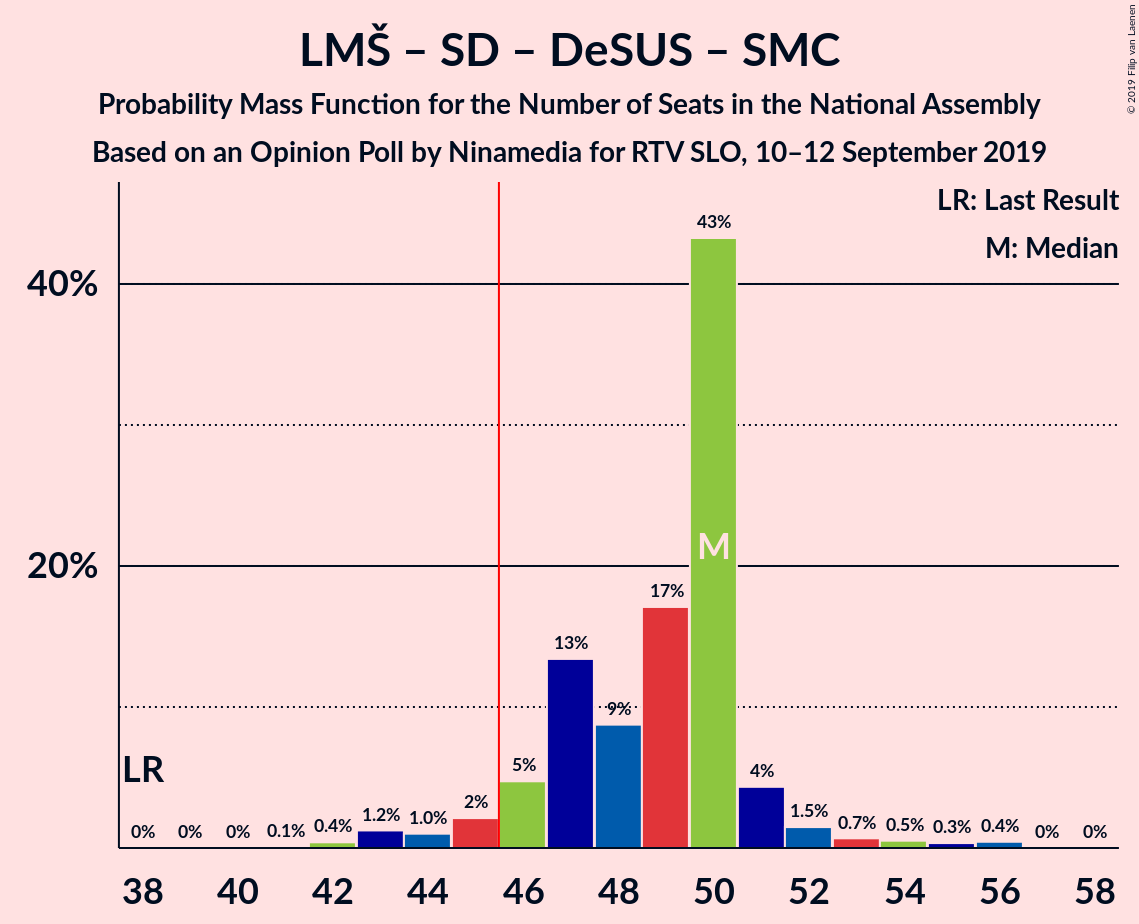 LMŠ – SD – DeSUS – SMC
Probability Mass Function for the Number of Seats in the National Assembly
Based on an Opinion Poll by Ninamedia for RTV SLO, 10–12 September 2019
© 2019 Filip van Laenen
LR: Last Result
M: Median
40%
20%
LR
M
0% 0% 0% 0.1% 0.4% 1.2% 1.0% 2% 5% 13% 9% 17% 43% 4% 1.5% 0.7% 0.5% 0.3% 0.4% 0% 0%
38 40 42 44 46 48 50 52 54 56 58